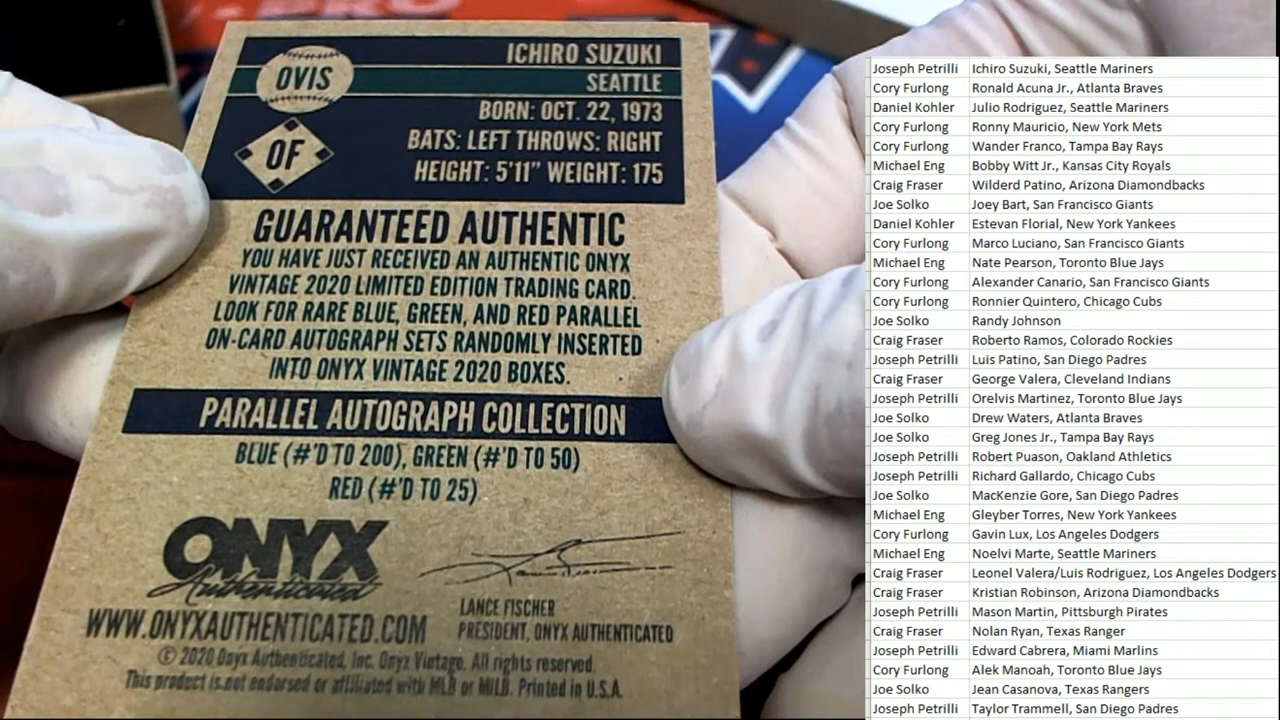 OVIS
ICHIRO SUZUKI
SEATTLE
BORN: OCT. 22, 1973
OF
BATS: LEFT THROWS: RIGHT
HEIGHT: 5'11" WEIGHT: 175
GUARANTEED AUTHENTIC
YOU HAVE JUST RECEIVED AN AUTHENTIC ONYX
VINTAGE 2020 LIMITED EDITION TRADING CARD.
LOOK FOR RARE BLUE, GREEN, AND RED PARALLEL
ON-CARD AUTOGRAPH SETS RANDOMLY INSERTED
INTO ONYX VINTAGE 2020 BOXES.
PARALLEL AUTOGRAPH COLLECTION
BLUE (#'D TO 200), GREEN (#'D TO 50)
RED (#'D TO 25)
ONYX
Authenticated
LANCE FISCHER
WWW.ONYXAUTHENTICATED.COM
PRESIDENT, ONYX AUTHENTICATED
© 2020 Onyx Authenticated, Inc. Onyx Vintage. All rights reserved.
This product is not endorsed or affiliated with MLB or MiLB. Printed in U.S.A.
Joseph Petrilli Ichiro Suzuki, Seattle Mariners
Cory Furlong Ronald Acuna Jr., Atlanta Braves
Daniel Kohler Julio Rodriguez, Seattle Mariners
Cory Furlong Ronny Mauricio, New York Mets
Cory Furlong Wander Franco, Tampa Bay Rays
Michael Eng Bobby Witt Jr., Kansas City Royals
Craig Fraser Wilderd Patino, Arizona Diamondbacks
Joe Solko Joey Bart, San Francisco Giants
Daniel Kohler Estevan Florial, New York Yankees
Cory Furlong Marco Luciano, San Francisco Giants
Michael Eng Nate Pearson, Toronto Blue Jays
Cory Furlong Alexander Canario, San Francisco Giants
Cory Furlong Ronnier Quintero, Chicago Cubs
Joe Solko Randy Johnson
Craig Fraser Roberto Ramos, Colorado Rockies
Joseph Petrilli Luis Patino, San Diego Padres
Craig Fraser George Valera, Cleveland Indians
Joseph Petrilli Orelvis Martinez, Toronto Blue Jays
Joe Solko Drew Waters, Atlanta Braves
Joe Solko Greg Jones Jr., Tampa Bay Rays
Joseph Petrilli Robert Puason, Oakland Athletics
Joseph Petrilli Richard Gallardo, Chicago Cubs
Joe Solko MacKenzie Gore, San Diego Padres
Michael Eng Gleyber Torres, New York Yankees
Cory Furlong Gavin Lux, Los Angeles Dodgers
Michael Eng Noelvi Marte, Seattle Mariners
Craig Fraser Leonel Valera/Luis Rodriguez, Los Angeles Dodgers
Craig Fraser Kristian Robinson, Arizona Diamondbacks
Joseph Petrilli Mason Martin, Pittsburgh Pirates
Craig Fraser Nolan Ryan, Texas Ranger
Joseph Petrilli Edward Cabrera, Miami Marlins
Cory Furlong Alek Manoah, Toronto Blue Jays
Joe Solko Jean Casanova, Texas Rangers
Joseph Petrilli Taylor Trammell, San Diego Padres